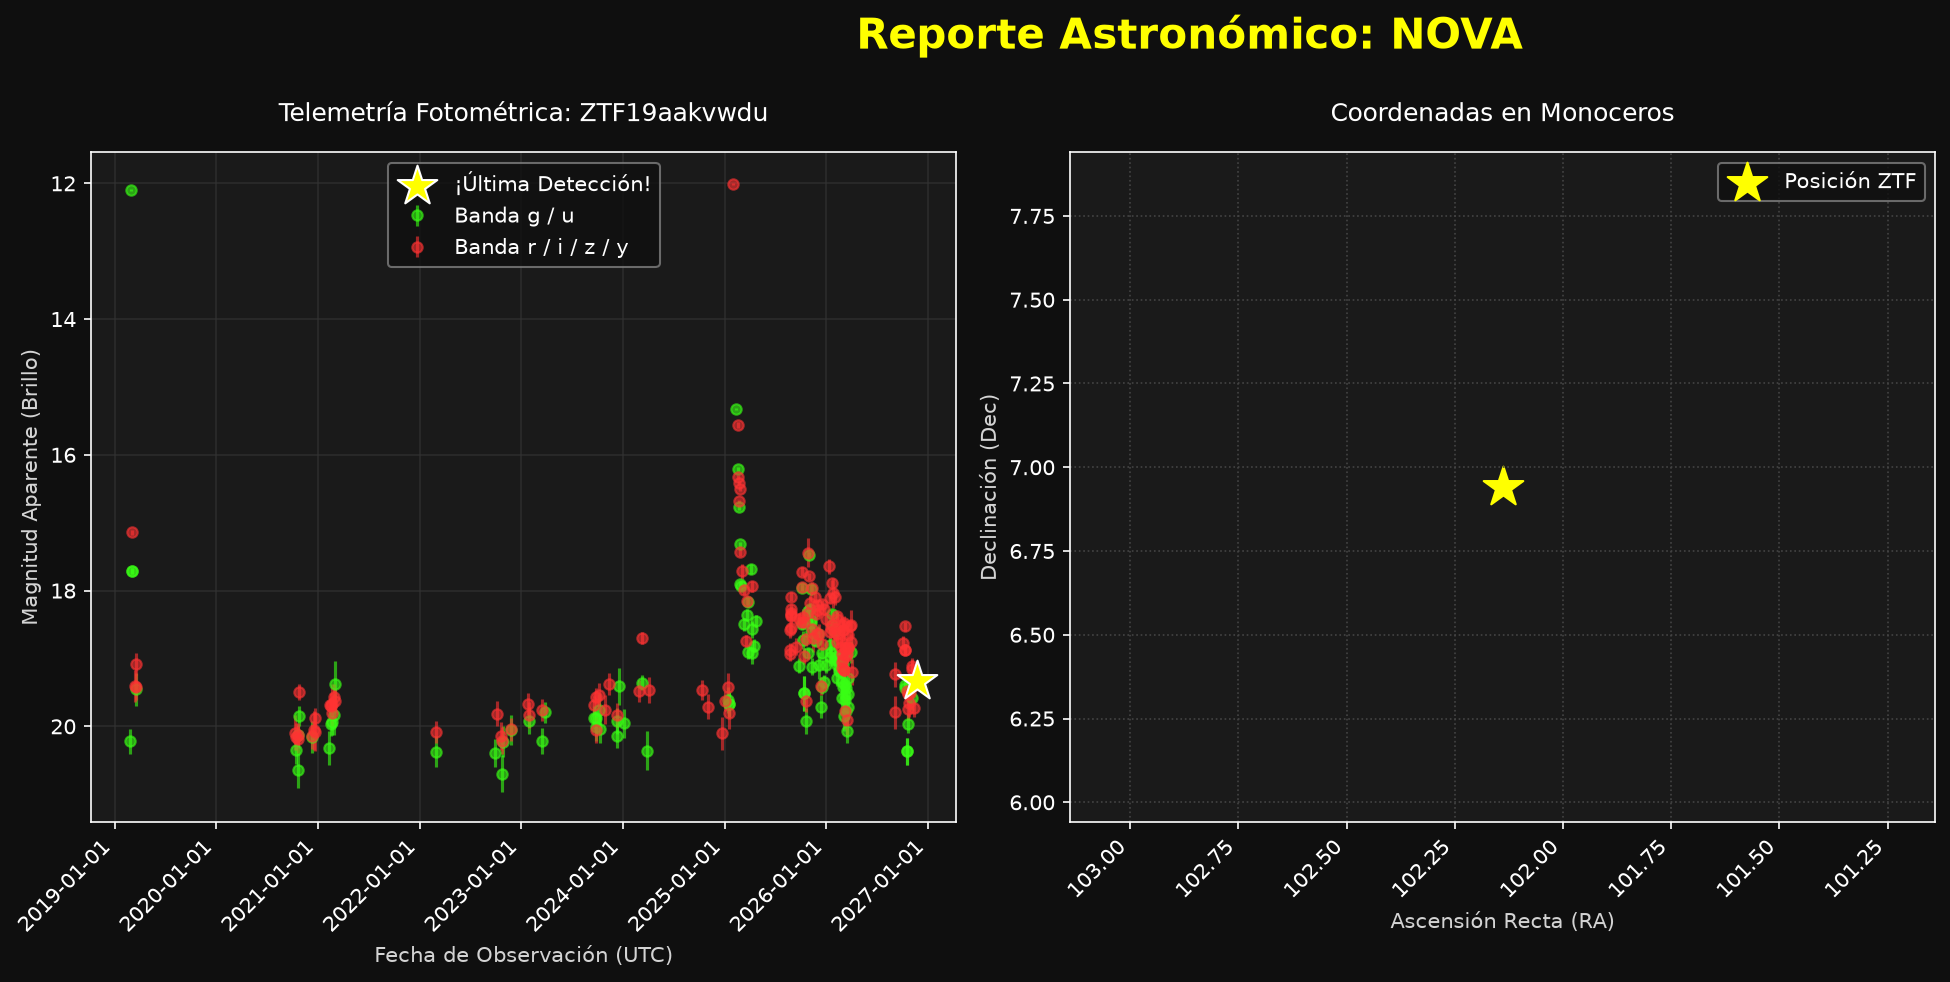 Reporte Astronómico: NOVA
Telemetría Fotométrica: ZTF19aakvwdu
¡Última Detección!
Banda g / u
Banda r / i / z / y
Magnitud Aparente (Brillo)
12
14
16
18
20
2019-01-01
2020-01-01
2021-01-01
2022-01-01
2023-01-01
2024-01-01
2025-01-01
2026-01-01
2027-01-01
Fecha de Observación (UTC)
Coordenadas en Monoceros
Posición ZTF
Declinación (Dec)
7.75
7.50
7.25
7.00
6.75
6.50
6.25
6.00
103.00
102.75
102.50
102.25
102.00
101.75
101.50
101.25
Ascensión Recta (RA)